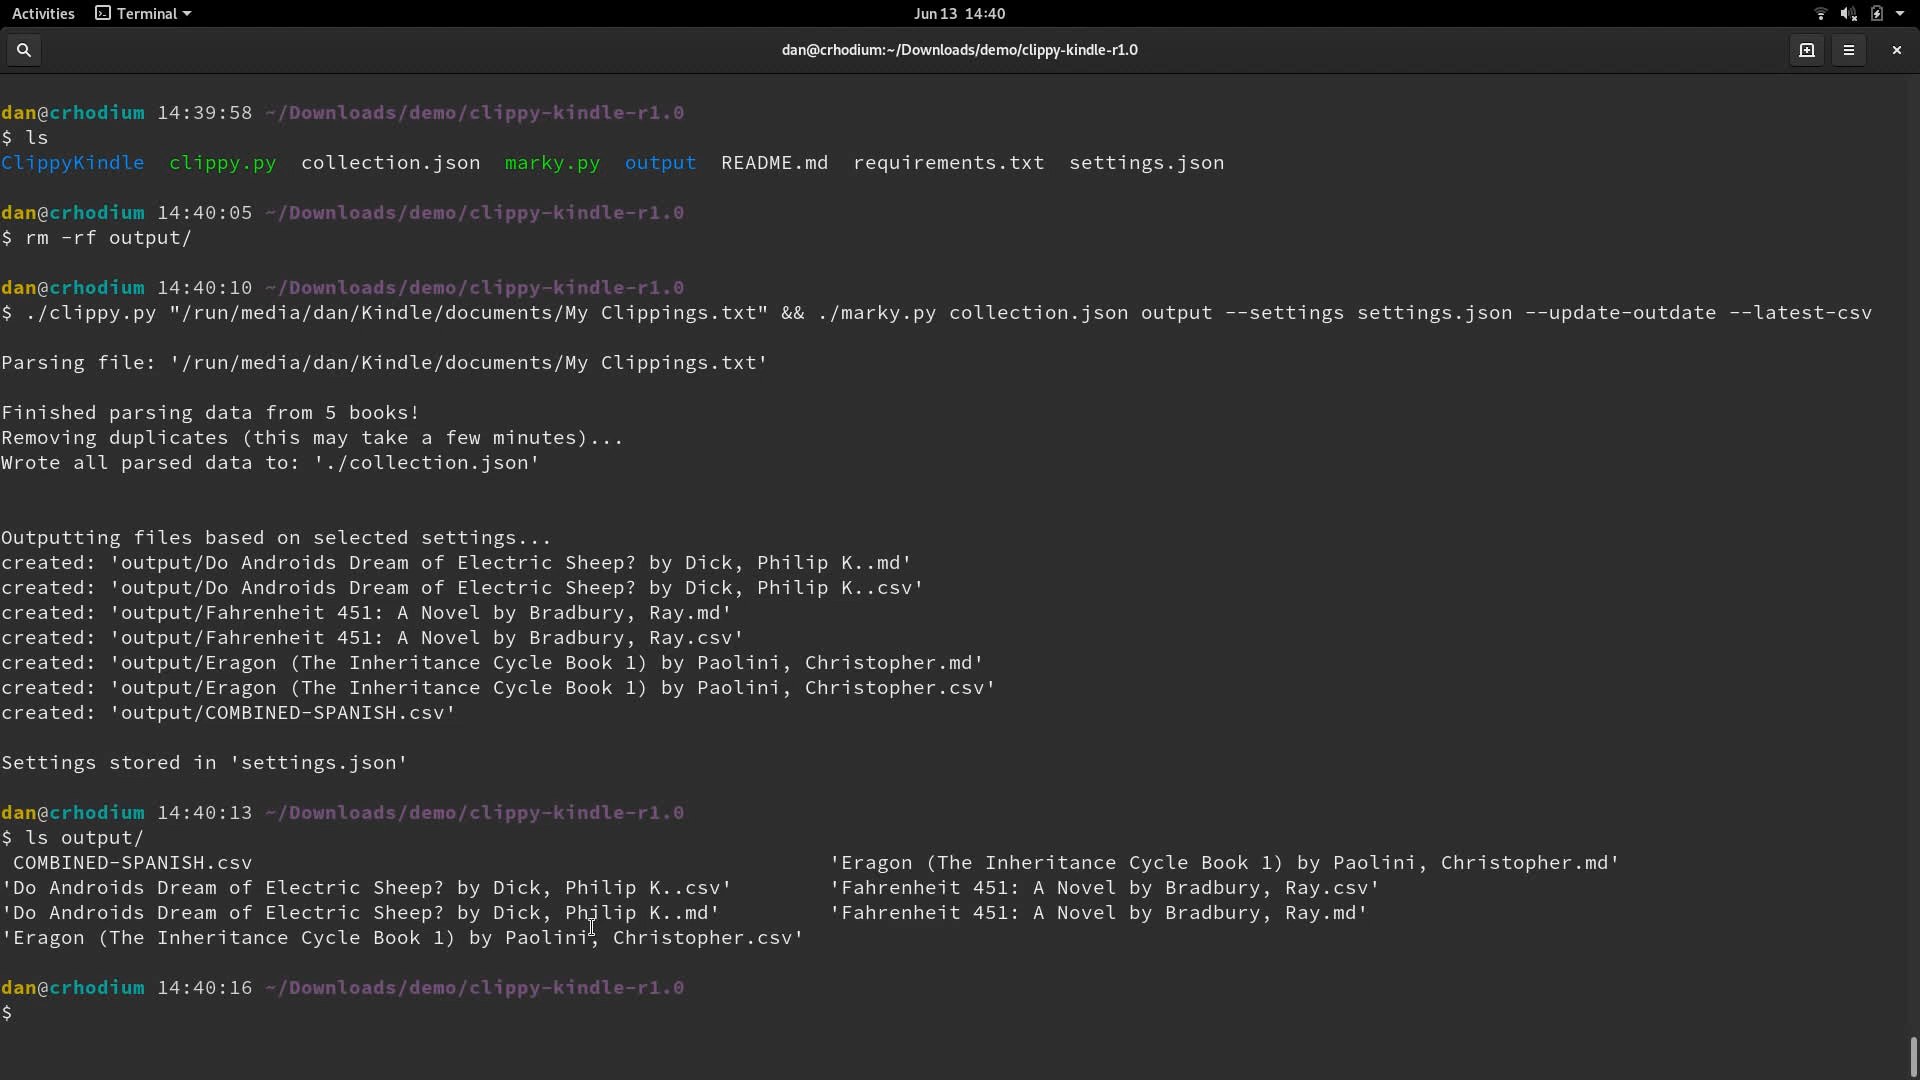 Activities Terminal Jun 13 14:40
dan@crhodium:~/Downloads/demo/clippy-kindle-r1.0
dan@crhodium 14:39:58 ~/Downloads/demo/clippy-kindle-r1.0
$ ls
ClippyKindle clippy.py collection.json marky.py output README.md requirements.txt settings.json
dan@crhodium 14:40:05 ~/Downloads/demo/clippy-kindle-r1.0
$ rm -rf output/
dan@crhodium 14:40:10 ~/Downloads/demo/clippy-kindle-r1.0
$ ./clippy.py "/run/media/dan/Kindle/documents/My Clippings.txt" && ./marky.py collection.json output --settings settings.json --update-outdate --latest-csv
Parsing file: '/run/media/dan/Kindle/documents/My Clippings.txt'
Finished parsing data from 5 books!
Removing duplicates (this may take a few minutes)...
Wrote all parsed data to: './collection.json'
Outputting files based on selected settings...
created: 'output/Do Androids Dream of Electric Sheep? by Dick, Philip K..md'
created: 'output/Do Androids Dream of Electric Sheep? by Dick, Philip K..csv'
created: 'output/Fahrenheit 451: A Novel by Bradbury, Ray.md'
created: 'output/Fahrenheit 451: A Novel by Bradbury, Ray.csv'
created: 'output/Eragon (The Inheritance Cycle Book 1) by Paolini, Christopher.md'
created: 'output/Eragon (The Inheritance Cycle Book 1) by Paolini, Christopher.csv'
created: 'output/COMBINED-SPANISH.csv'
Settings stored in 'settings.json'
dan@crhodium 14:40:13 ~/Downloads/demo/clippy-kindle-r1.0
$ ls output/
COMBINED-SPANISH.csv 'Eragon (The Inheritance Cycle Book 1) by Paolini, Christopher.md'
'Do Androids Dream of Electric Sheep? by Dick, Philip K..csv' 'Fahrenheit 451: A Novel by Bradbury, Ray.csv'
'Do Androids Dream of Electric Sheep? by Dick, Philip K..md' 'Fahrenheit 451: A Novel by Bradbury, Ray.md'
'Eragon (The Inheritance Cycle Book 1) by Paolini, Christopher.csv'
dan@crhodium 14:40:16 ~/Downloads/demo/clippy-kindle-r1.0
$